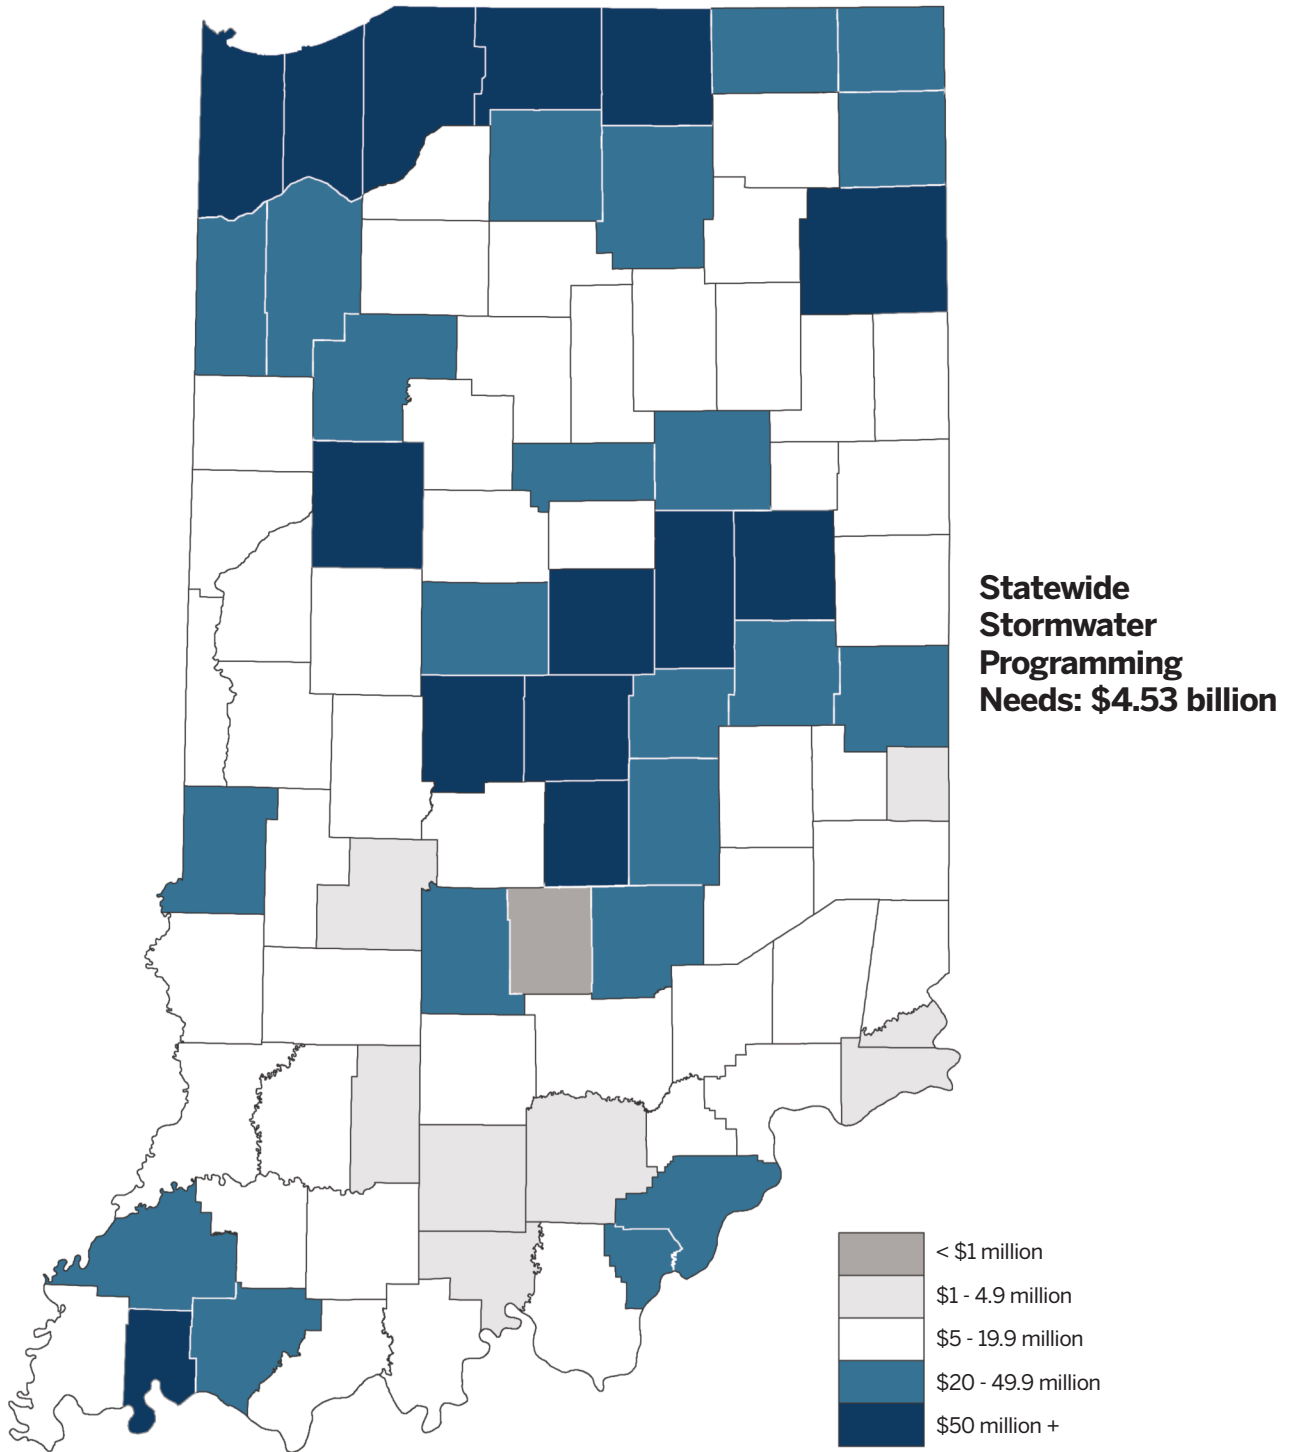 Statewide
Stormwater
Programming
Needs: $4.53 billion
< $1 million
$1 - 4.9 million
$5 - 19.9 million
$20 - 49.9 million
$50 million +